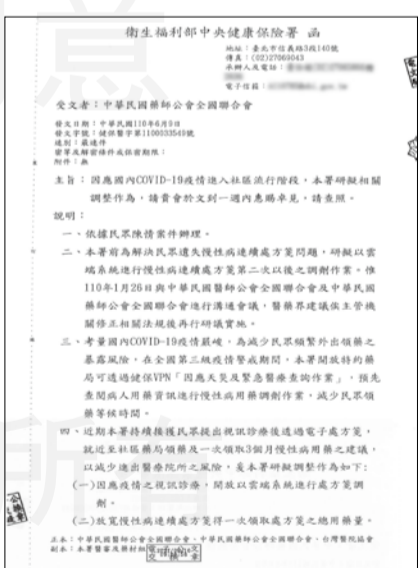 衛生福利部中央健康保險署 函
地址：臺北市信義路3段140號
傳真：(02)27069043
承辦人及電話：
電子信箱：
受文者：中華民國藥師公會全國聯合會
發文日期：中華民國110年6月5日
發文字號：健保醫字第1100033549號
速別：最速件
密等及解密條件或保密期限：
附件：無
主旨：因應國內COVID-19疫情進入社區流行階段，本署研擬相關
調整作為，請貴會於文到一週內惠賜卓見，請查照。
說明：
一、依據民眾陳情案件辦理。
二、本署前為解決民眾遺失慢性病連續處方箋問題，研擬以雲
端系統進行慢性病連續處方箋第二次以後之調劑作業。惟
110年1月26日與中華民國醫師公會全國聯合會及中華民國
藥師公會全國聯合會進行溝通會議，醫藥界建議俟主管機
關修正相關法規後再行研議實施。
三、考量國內COVID-19疫情嚴峻，為減少民眾頻繁外出領藥之
暴露風險，在全國第三級疫情警戒期間，本署開放特約藥
局可透過健保VPN「因應天災及緊急醫療查詢作業」，預先
查閱病人用藥資訊進行慢性病用藥調劑作業，減少民眾領
藥等候時間。
四、近期本署持續接獲民眾提出視訊診療後透過電子處方箋，
就近至社區藥局領藥及一次領取3個月慢性病用藥之建議，
以減少進出醫療院所之風險，爰本署研擬調整作為如下：
(一)因應疫情之視訊診療，開放以雲端系統進行處方箋調
劑。
(二)放寬慢性病連續處方箋得一次領取處方箋之總用藥量。
正本：中華民國醫師公會全國聯合會、中華民國藥師公會全國聯合會、台灣醫院協會
副本：本署醫審及藥材組